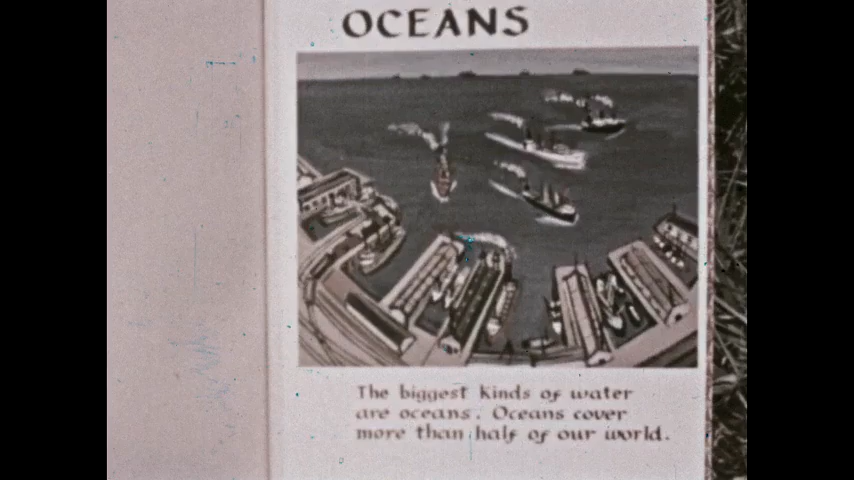 OCEANS
The biggest kinds of water
are oceans. Oceans cover
more than half of our world.